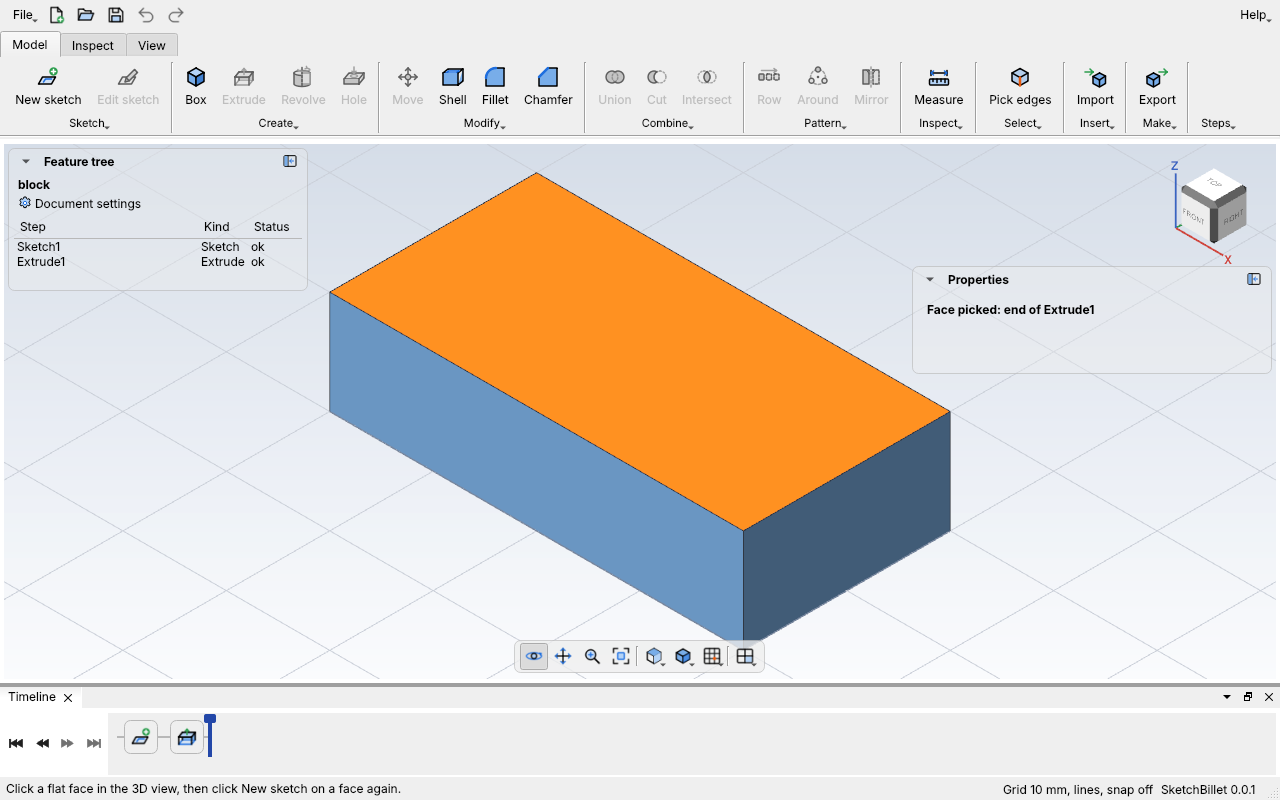 File
Help
Model Inspect View
New sketch Edit sketch Box Extrude Revolve Hole Move Shell Fillet Chamfer Union Cut Intersect Row Around Mirror Measure Pick edges Import Export
Sketch Create Modify Combine Pattern Inspect Select Insert Make Steps
Feature tree
block
Document settings
Step Kind Status
Sketch1 Sketch ok
Extrude1 Extrude ok
Z
TOP
FRONT RIGHT
X
Properties
Face picked: end of Extrude1
Timeline
Click a flat face in the 3D view, then click New sketch on a face again.
Grid 10 mm, lines, snap off SketchBillet 0.0.1